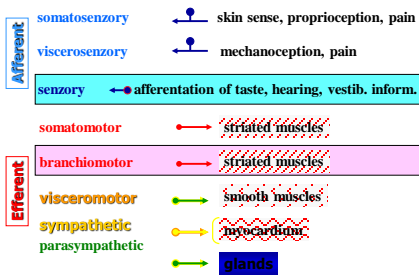 Afferent
somatosenzory skin sense, proprioception, pain
viscerosenzory mechanoception, pain
senzory afferentation of taste, hearing, vestib. inform.
Efferent
somatomotor striated muscles
branchiomotor striated muscles
visceromotor smooth muscles
sympathetic myocardium
parasympathetic
glands